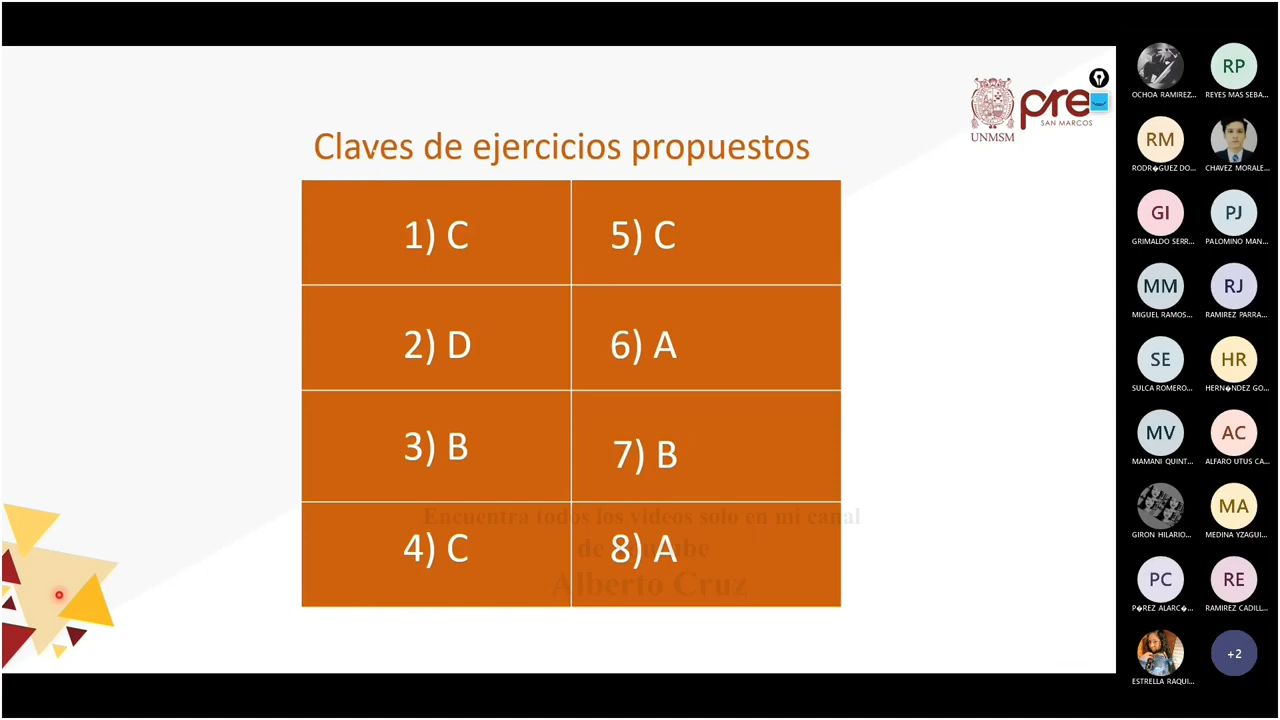 UNMSM
pre
SAN MARCOS
Claves de ejercicios propuestos
1) C
5) C
2) D
6) A
3) B
7) B
4) C
8) A
Encuentra todos los videos solo en mi canal
de Youtube
Alberto Cruz
OCHOA RAMIREZ...
RP
REYES MAS SEBA...
RM
RODR�GUEZ DO...
CHAVEZ MORALE...
GI
GRIMALDO SERR...
PJ
PALOMINO MAN...
MM
MIGUEL RAMOS...
RJ
RAMIREZ PARRA...
SE
SULCA ROMERO...
HR
HERN�NDEZ GO...
MV
MAMANI QUINT...
AC
ALFARO UTUS CA...
GIRON HILARIO...
MA
MEDINA YZAGUI...
PC
P�REZ ALARC�...
RE
RAMIREZ CADILL...
ESTRELLA RAQUI...
+2